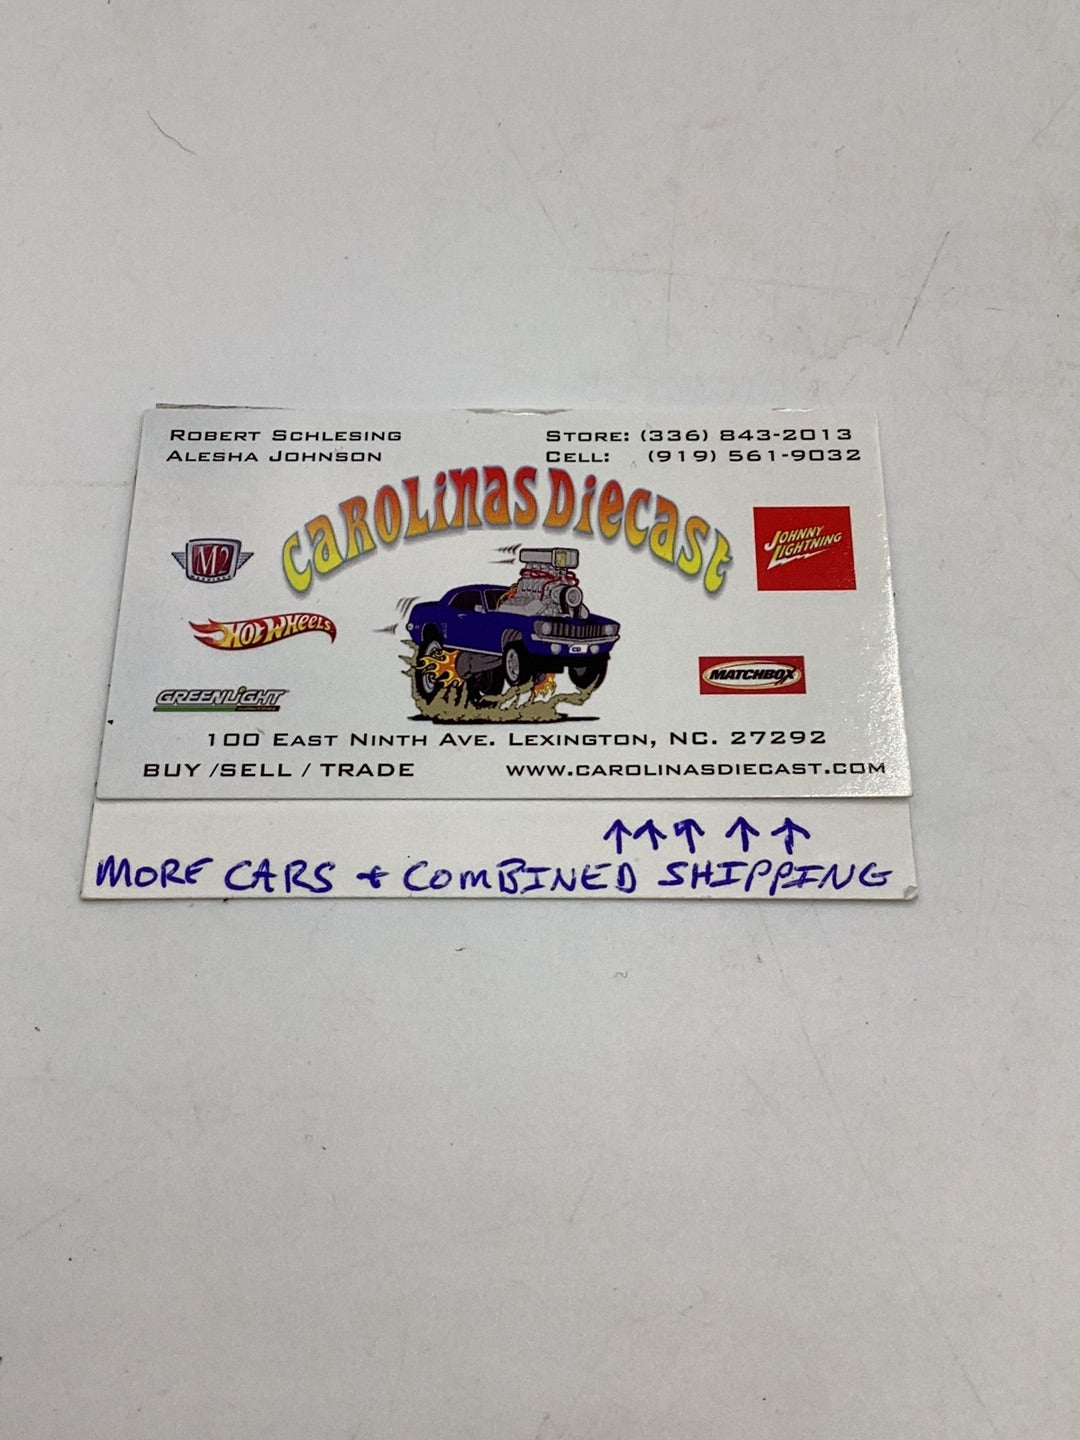 ROBERT SCHLESING
ALESHA JOHNSON
STORE: (336) 843-2013
CELL: (919) 561-9032
CAROLINAS DIECAST
M2
JOHNNY LIGHTNING
HOT WHEELS
GREENLIGHT
MATCHBOX
100 EAST NINTH AVE. LEXINGTON, NC. 27292
BUY /SELL / TRADE
WWW.CAROLINASDIECAST.COM
↑↑↑ ↑ ↑
MORE CARS + COMBINED SHIPPING